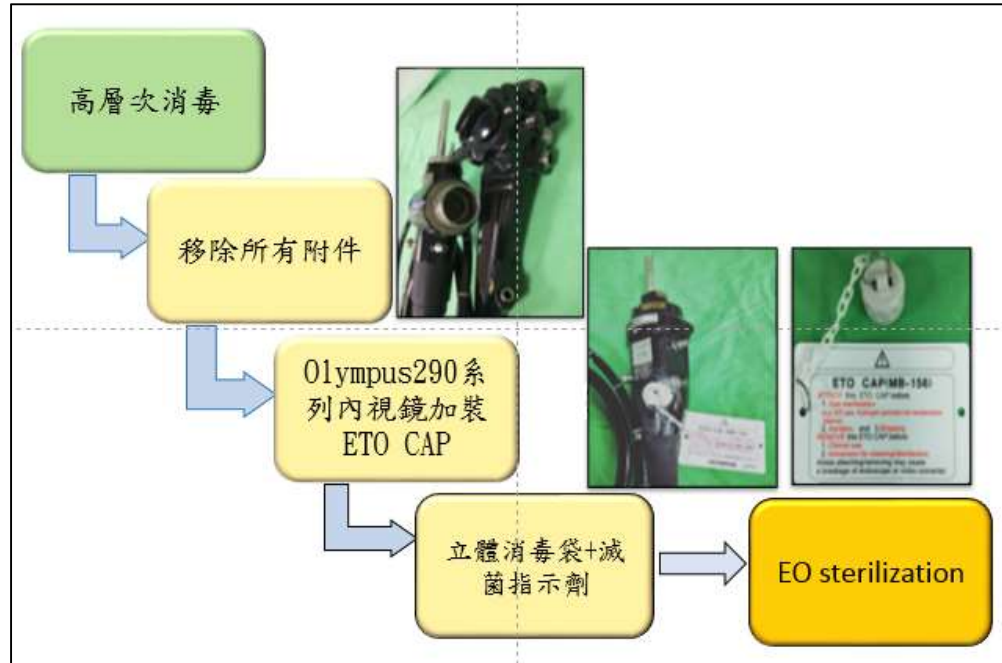 高層次消毒
移除所有附件
Olympus290系
列內視鏡加裝
ETO CAP
立體消毒袋+滅
菌指示劑
EO sterilization
ETO CAP(MB-156)